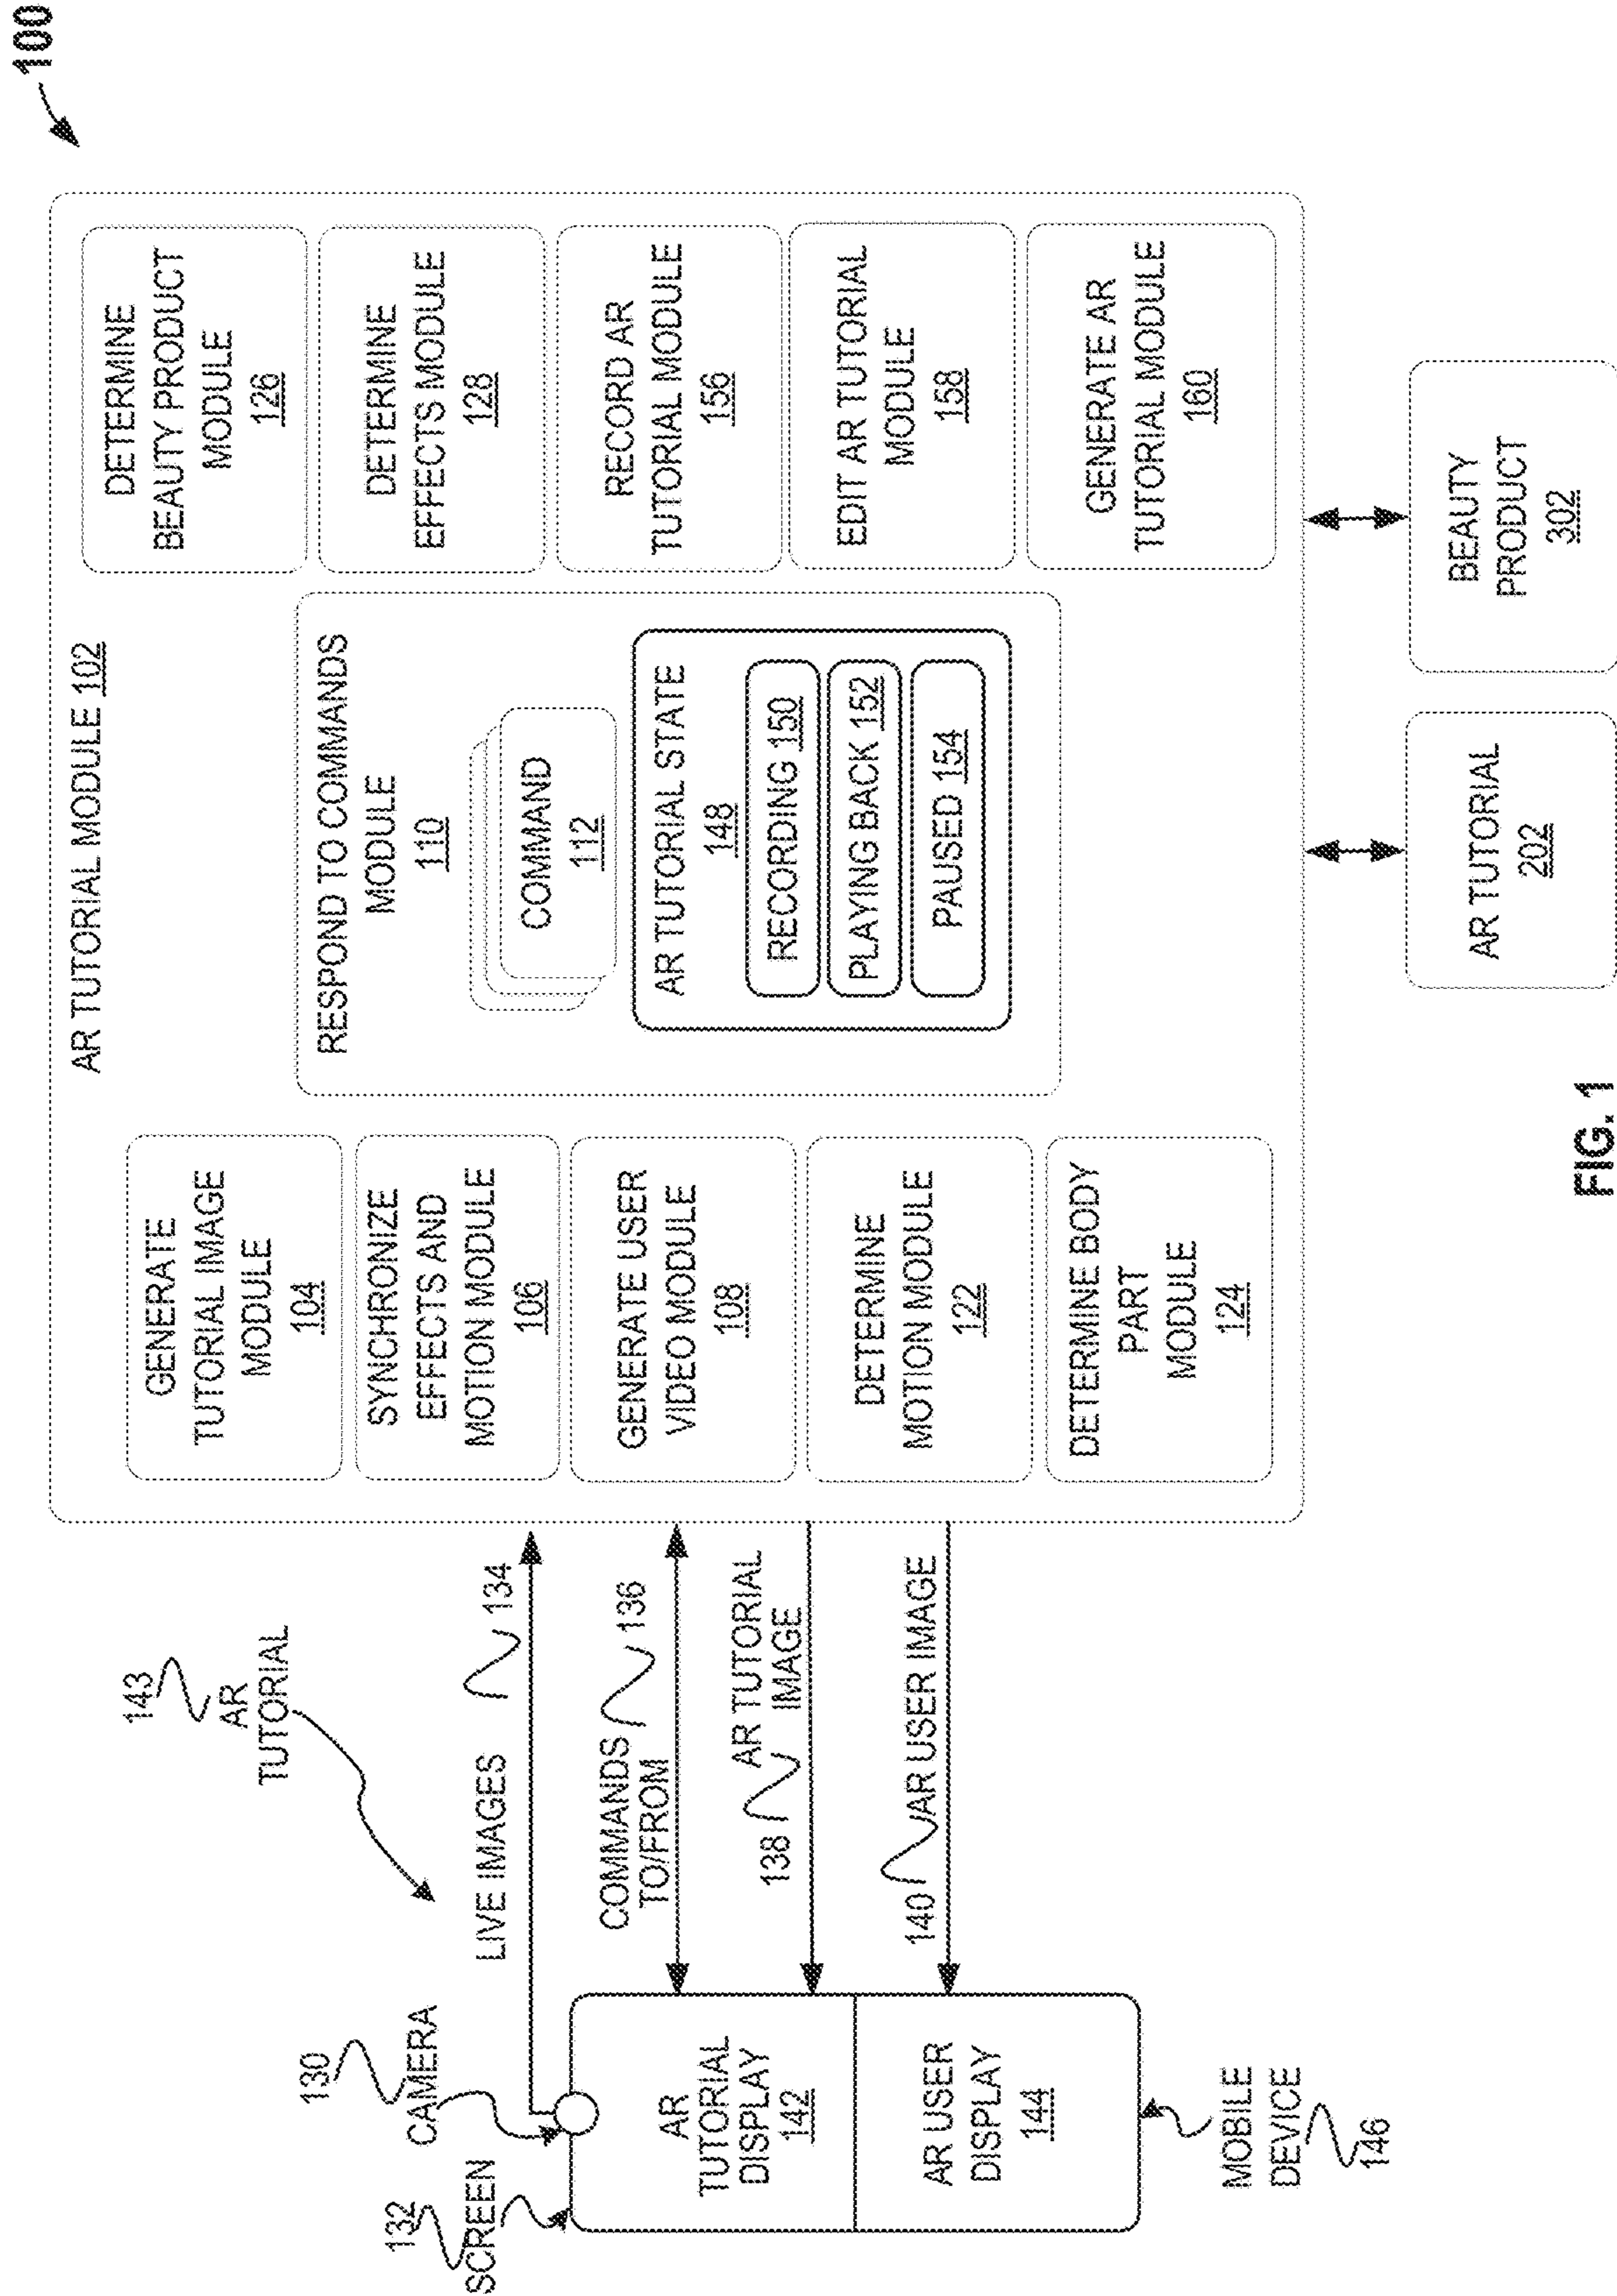 100
AR TUTORIAL MODULE 102
GENERATE
TUTORIAL IMAGE
MODULE
104
SYNCHRONIZE
EFFECTS AND
MOTION MODULE
106
GENERATE USER
VIDEO MODULE
108
DETERMINE
MOTION MODULE
122
DETERMINE BODY
PART
MODULE
124
RESPOND TO COMMANDS
MODULE
110
COMMAND
112
AR TUTORIAL STATE
148
RECORDING 150
PLAYING BACK 152
PAUSED 154
DETERMINE
BEAUTY PRODUCT
MODULE
126
DETERMINE
EFFECTS MODULE
128
RECORD AR
TUTORIAL MODULE
156
EDIT AR TUTORIAL
MODULE
158
GENERATE AR
TUTORIAL MODULE
160
143
AR
TUTORIAL
LIVE IMAGES
134
COMMANDS
TO/FROM
136
138
AR TUTORIAL
IMAGE
140
AR USER IMAGE
130
CAMERA
132
SCREEN
AR
TUTORIAL
DISPLAY
142
AR USER
DISPLAY
144
MOBILE
DEVICE
146
AR TUTORIAL
202
BEAUTY
PRODUCT
302
FIG. 1